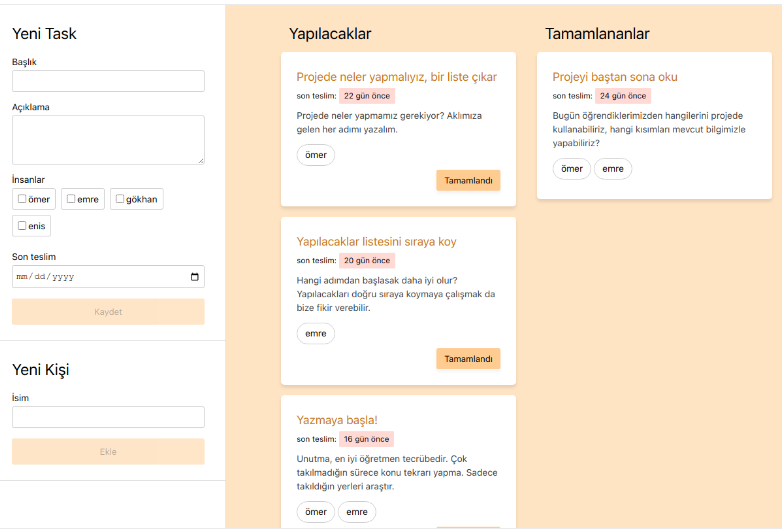 Yeni Task
Başlık
Açıklama
İnsanlar
ömer
emre
gökhan
enis
Son teslim
mm/dd/yyyy
Kaydet
Yeni Kişi
İsim
Ekle
Yapılacaklar
Projede neler yapmalıyız, bir liste çıkar
son teslim: 22 gün önce
Projede neler yapmamız gerekiyor? Aklımıza
gelen her adımı yazalım.
ömer
Tamamlandı
Yapılacaklar listesini sıraya koy
son teslim: 20 gün önce
Hangi adımdan başlasak daha iyi olur?
Yapılacakları doğru sıraya koymaya çalışmak da
bize fikir verebilir.
emre
Tamamlandı
Yazmaya başla!
son teslim: 16 gün önce
Unutma, en iyi öğretmen tecrübedir. Çok
takılmadığın sürece konu tekrarı yapma. Sadece
takıldığın yerleri araştır.
ömer
emre
Tamamlananlar
Projeyi baştan sona oku
son teslim: 24 gün önce
Bugün öğrendiklerimizden hangilerini projede
kullanabiliriz, hangi kısımları mevcut bilgimizle
yapabiliriz?
ömer
emre